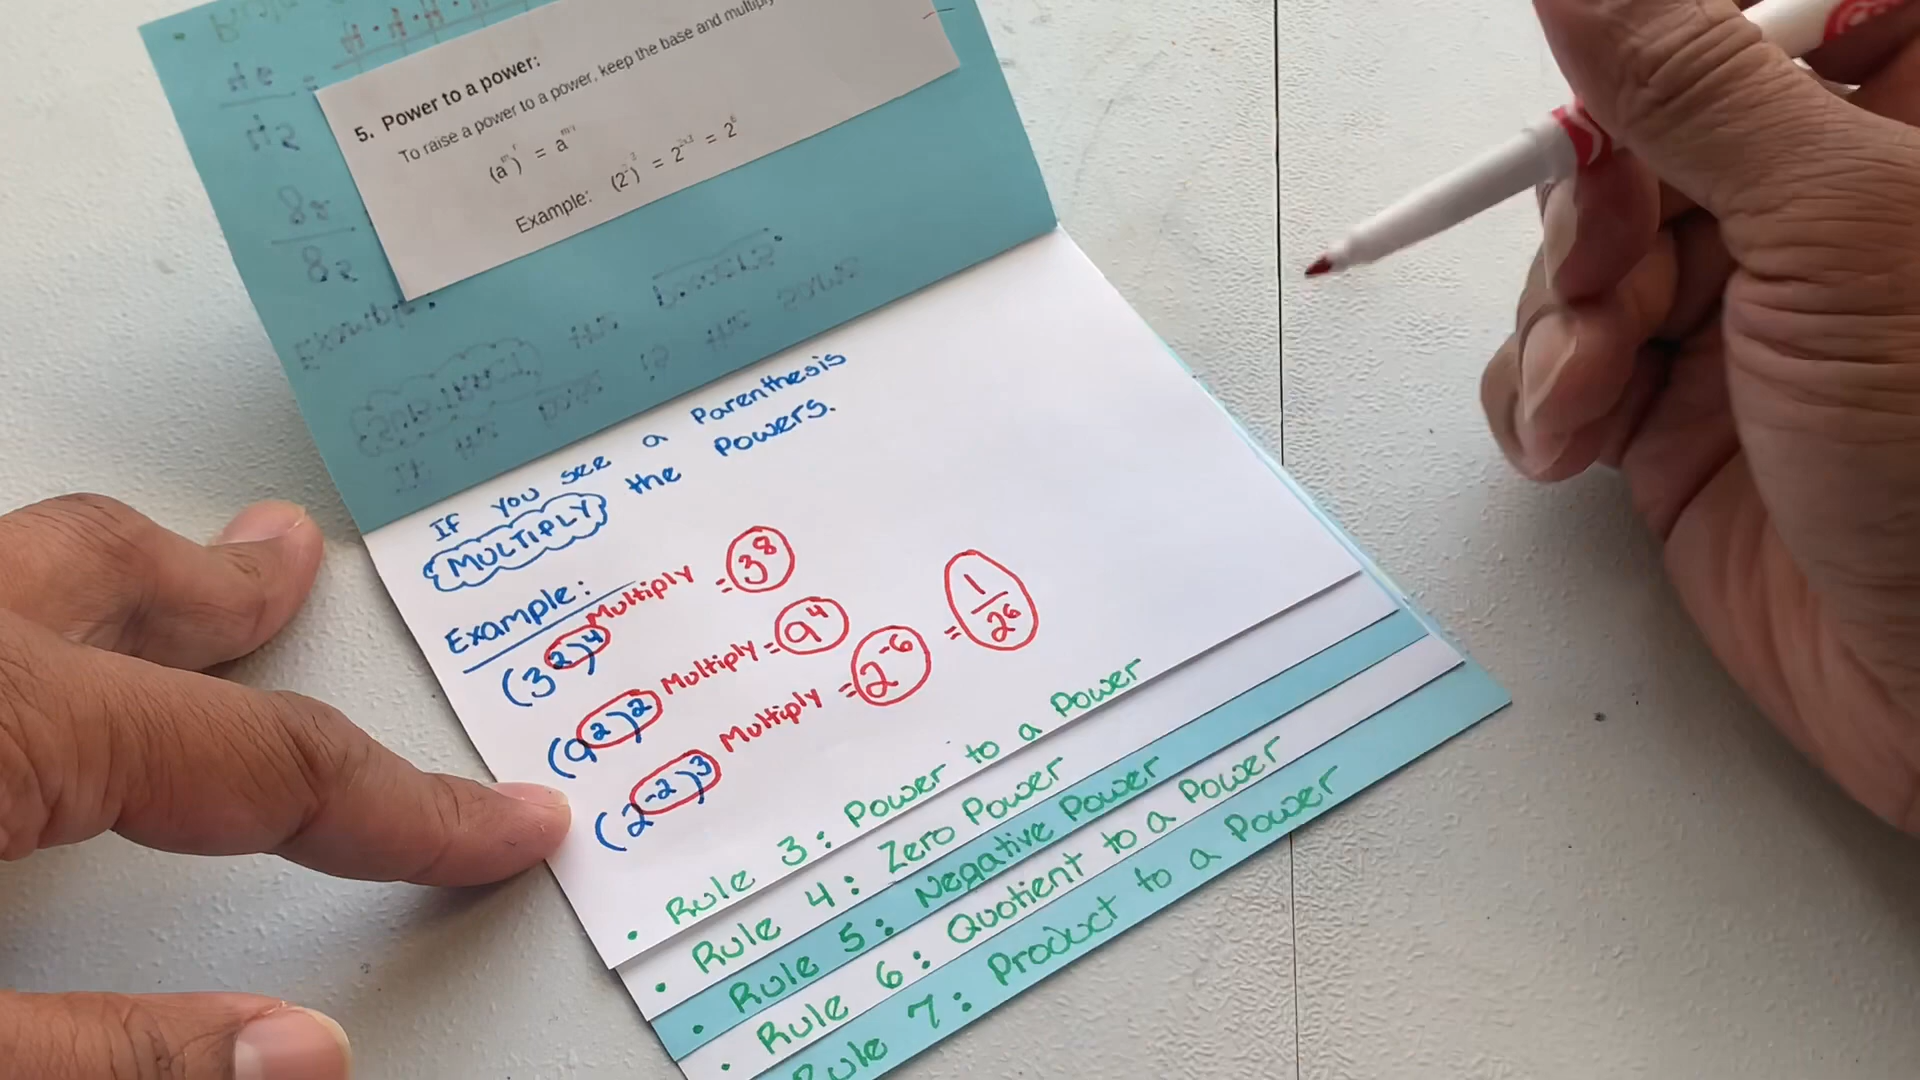 5. Power to a power:
To raise a power to a power, keep the base and multiply
(a^m)^n = a^mn
Example: (2^2)^3 = 2^2x3 = 2^6
If you see a Parenthesis
MULTIPLY the Powers.
Example:
(3^2)^4 Multiply = 3^8
(9^2)^2 Multiply = 9^4
(2^-2)^3 Multiply = 2^-6 = 1/2^6
• Rule 3: Power to a Power
• Rule 4: Zero Power
• Rule 5: Negative Power
• Rule 6: Quotient to a Power
Rule 7: Product to a Power